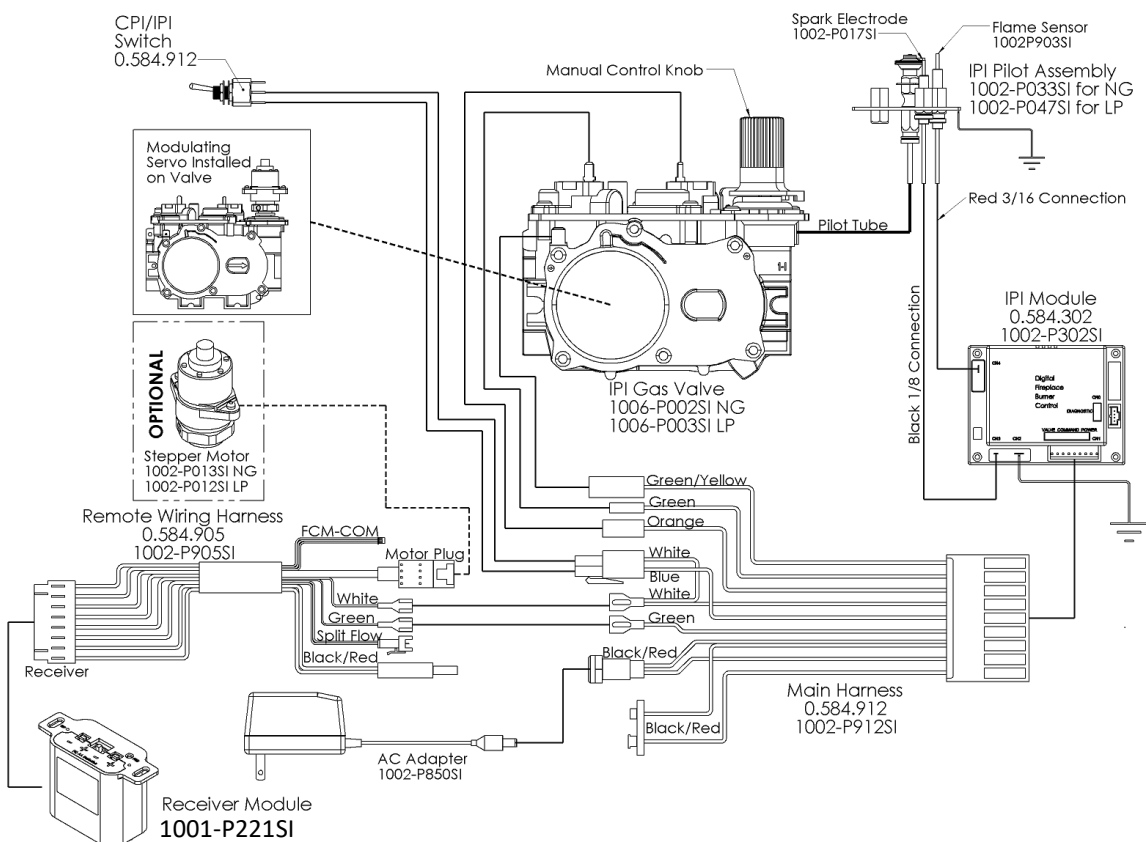 CPI/IPI
Switch
0.584.912
Spark Electrode
1002-P017SI
Flame Sensor
1002P903SI
IPI Pilot Assembly
1002-P033SI for NG
1002-P047SI for LP
Manual Control Knob
Modulating
Servo Installed
on Valve
Pilot Tube
Red 3/16 Connection
Black 1/8 Connection
IPI Module
0.584.302
1002-P302SI
Digital
Fireplace
Burner
Control
DIAGNOSTIC
VALVE COMMAND POWER
CN3
CN2
CN1
IPI Gas Valve
1006-P002SI NG
1006-P003SI LP
OPTIONAL
Stepper Motor
1002-P013SI NG
1002-P012SI LP
Remote Wiring Harness
0.584.905
1002-P905SI
FCM-COM
Motor Plug
White
Green
Split Flow
Black/Red
Receiver
Green/Yellow
Green
Orange
White
Blue
White
Green
Black/Red
Black/Red
Main Harness
0.584.912
1002-P912SI
AC Adapter
1002-P850SI
Receiver Module
1001-P221SI